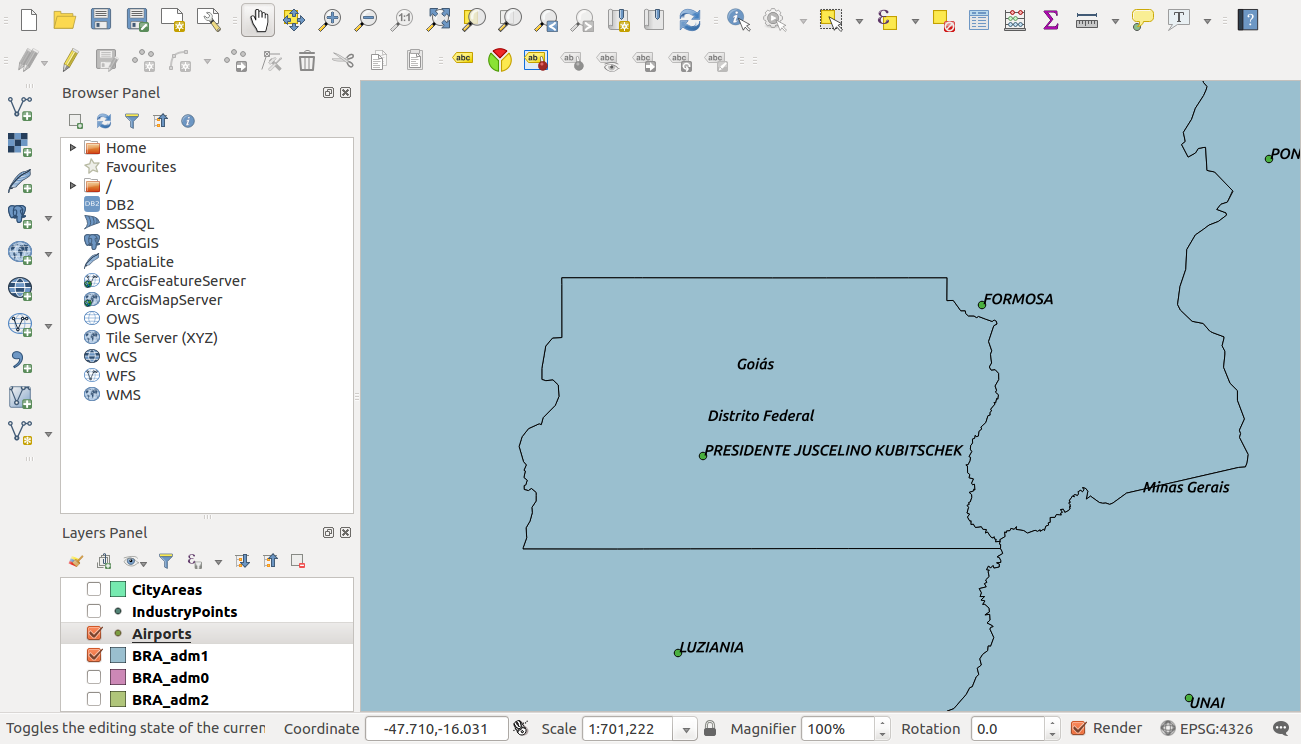 Browser Panel
Home
Favourites
/
DB2
MSSQL
PostGIS
SpatiaLite
ArcGisFeatureServer
ArcGisMapServer
OWS
Tile Server (XYZ)
WCS
WFS
WMS
Layers Panel
CityAreas
IndustryPoints
Airports
BRA_adm1
BRA_adm0
BRA_adm2
PON
FORMOSA
Goiás
Distrito Federal
PRESIDENTE JUSCELINO KUBITSCHEK
Minas Gerais
LUZIANIA
UNAI
Toggles the editing state of the curren Coordinate -47.710,-16.031 Scale 1:701,222 Magnifier 100% Rotation 0.0 Render EPSG:4326